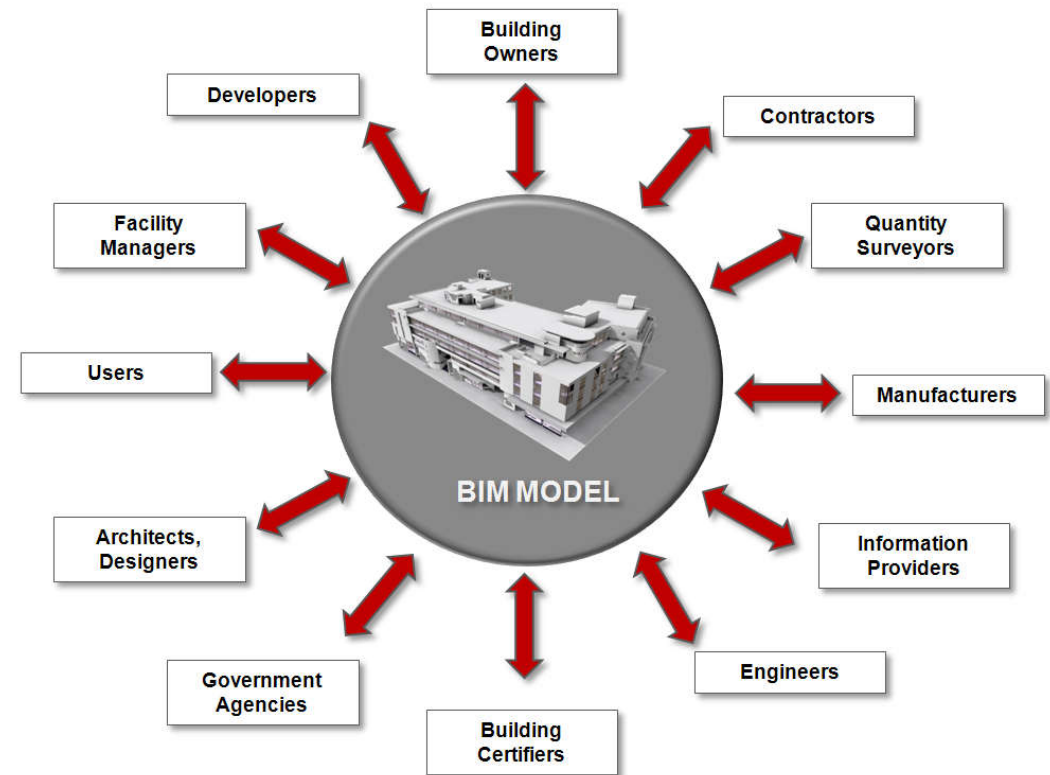 Building
Owners
Developers
Contractors
Facility
Managers
Quantity
Surveyors
Users
Manufacturers
BIM MODEL
Architects,
Designers
Information
Providers
Government
Agencies
Engineers
Building
Certifiers